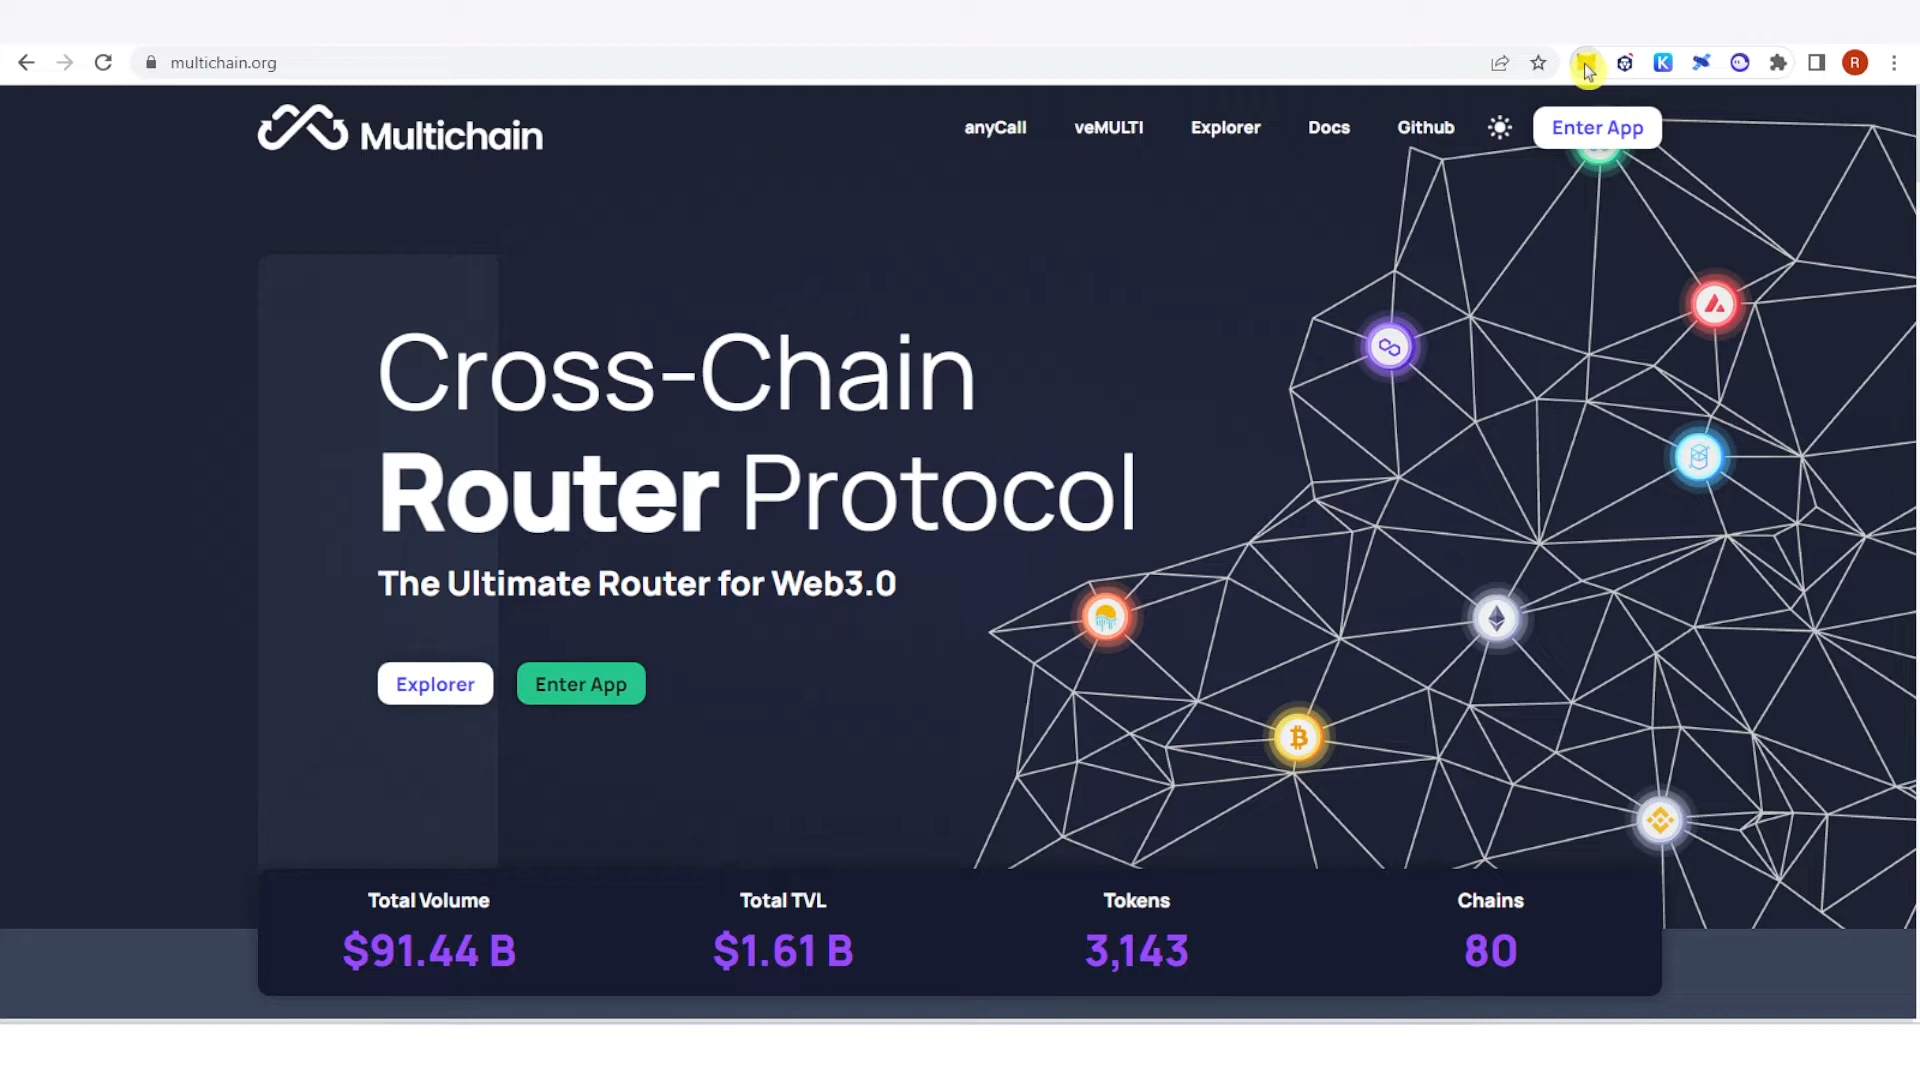 multichain.org
K
R
Multichain
anyCall veMULTI Explorer Docs Github Enter App
Cross-Chain
Router Protocol
The Ultimate Router for Web3.0
Explorer Enter App
Total Volume Total TVL Tokens Chains
$91.44 B $1.61 B 3,143 80